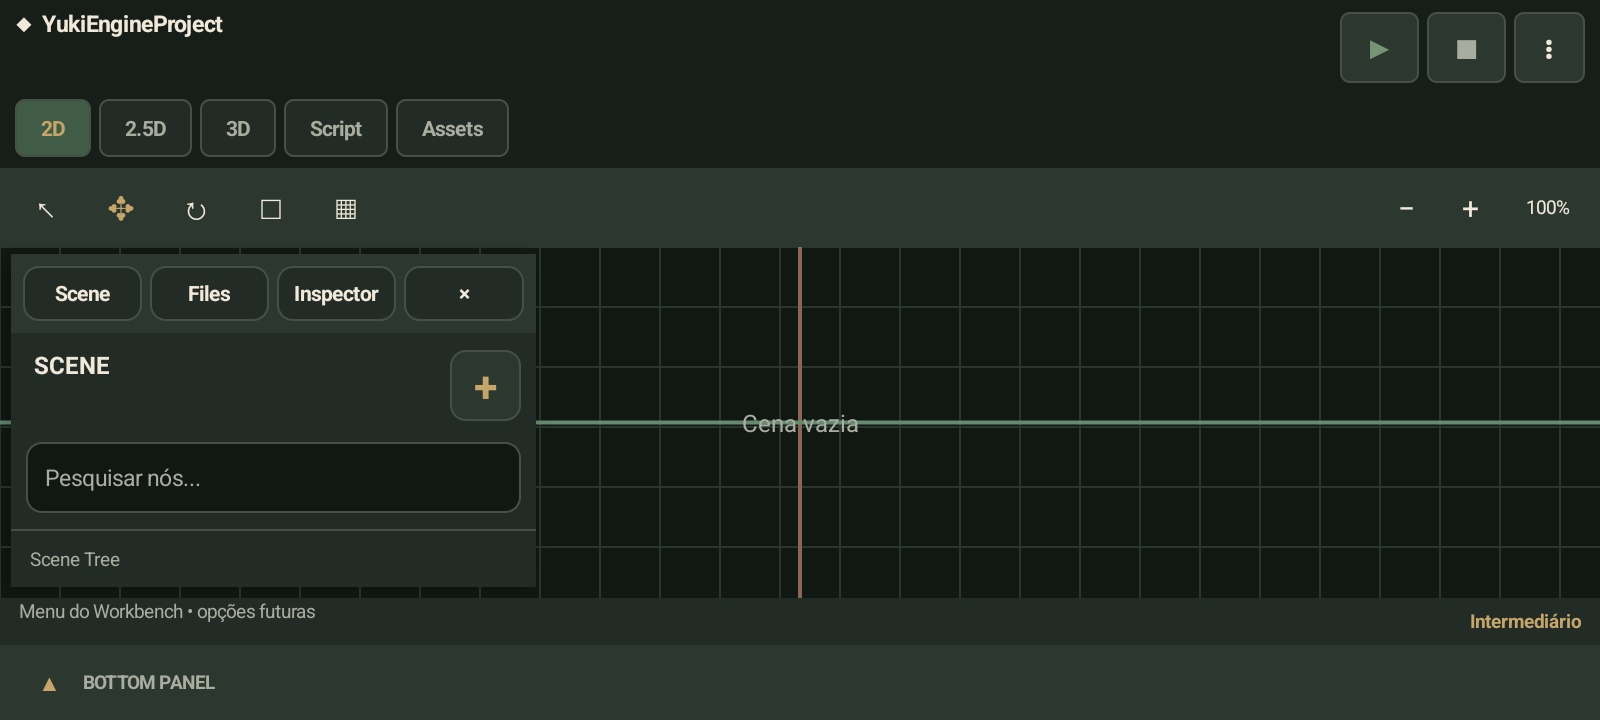 YukiEngineProject
2D 2.5D 3D Script Assets
− + 100%
Scene Files Inspector ×
SCENE
+
Cena vazia
Pesquisar nós...
Scene Tree
Menu do Workbench • opções futuras
Intermediário
BOTTOM PANEL